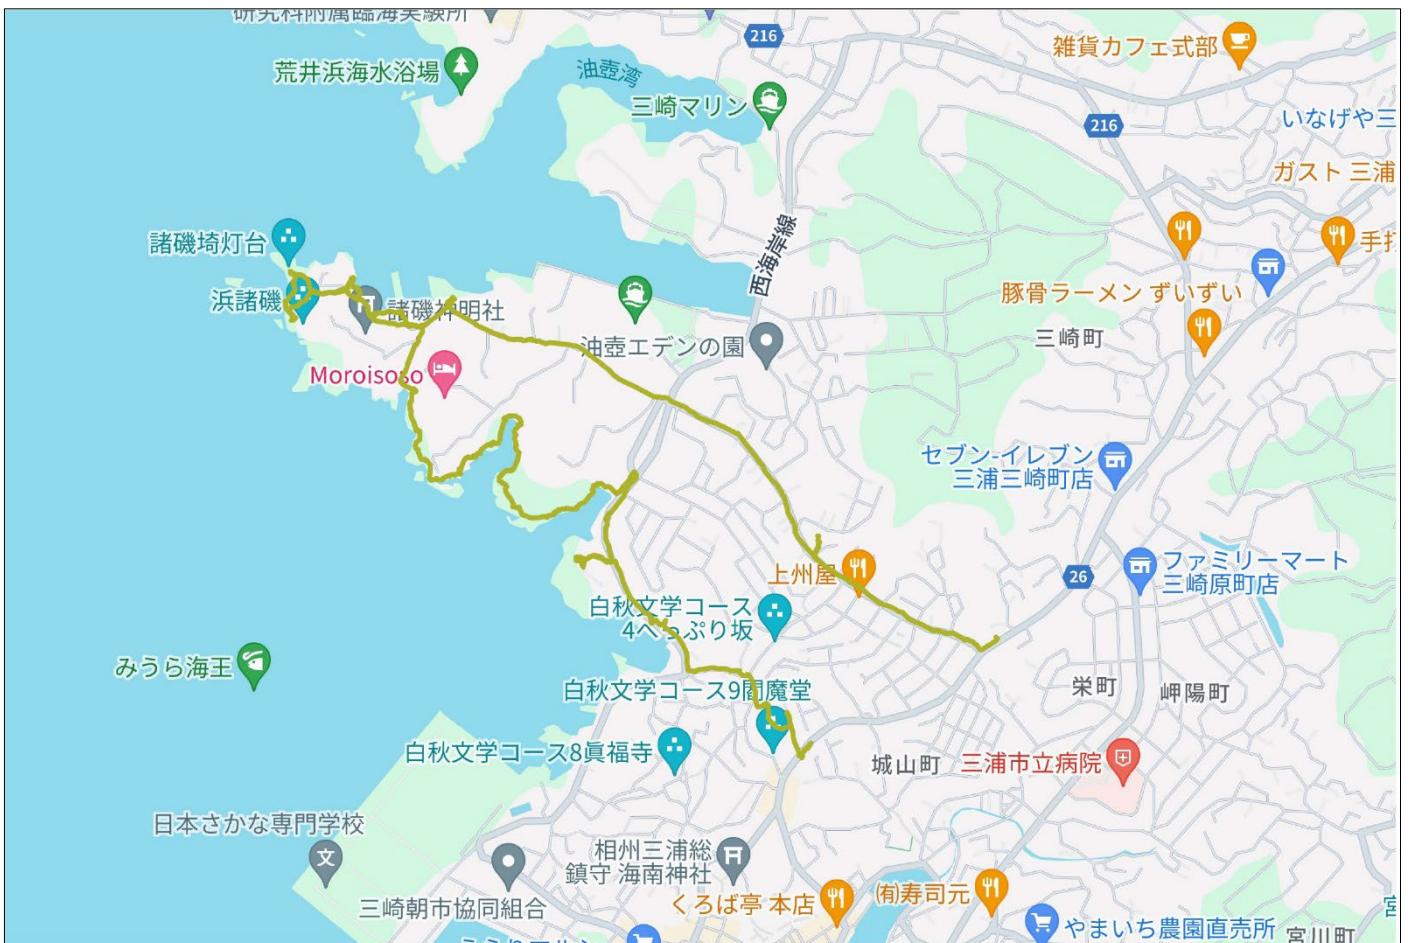 研究科附属臨海実験所
216
雑貨カフェ式部
荒井浜海水浴場
油壺湾
三崎マリン
216
いなげや三
ガスト 三浦
西海岸線
諸磯埼灯台
手打
浜諸磯
諸磯神明社
豚骨ラーメン ずいずい
三崎町
油壺エデンの園
Moroisoso
セブン-イレブン
三浦三崎町店
上州屋
26
ファミリーマート
三崎原町店
白秋文学コース
4へっぷり坂
みうら海王
白秋文学コース9閻魔堂
栄町
岬陽町
白秋文学コース8眞福寺
城山町
三浦市立病院
日本さかな専門学校
文
相州三浦総
鎮守 海南神社
三崎朝市協同組合
くろば亭 本店
㈲寿司元
宮
やまいち農園直売所
宮川町